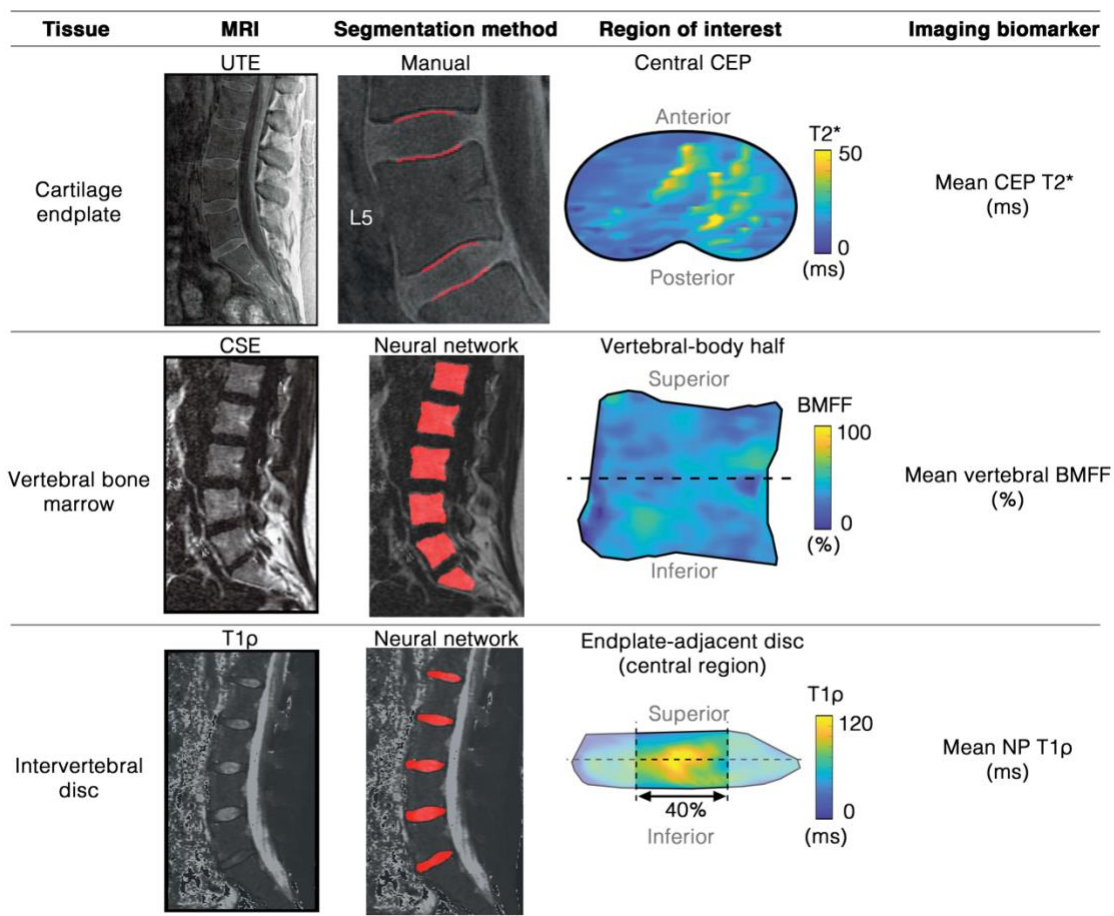 Tissue
MRI
Segmentation method
Region of interest
Imaging biomarker
Cartilage
endplate
UTE
Manual
L5
Central CEP
Anterior
Posterior
T2*
50
0
(ms)
Mean CEP T2*
(ms)
Vertebral bone
marrow
CSE
Neural network
Vertebral-body half
Superior
Inferior
BMFF
100
0
(%)
Mean vertebral BMFF
(%)
Intervertebral
disc
T1ρ
Neural network
Endplate-adjacent disc
(central region)
Superior
40%
Inferior
T1ρ
120
0
(ms)
Mean NP T1ρ
(ms)